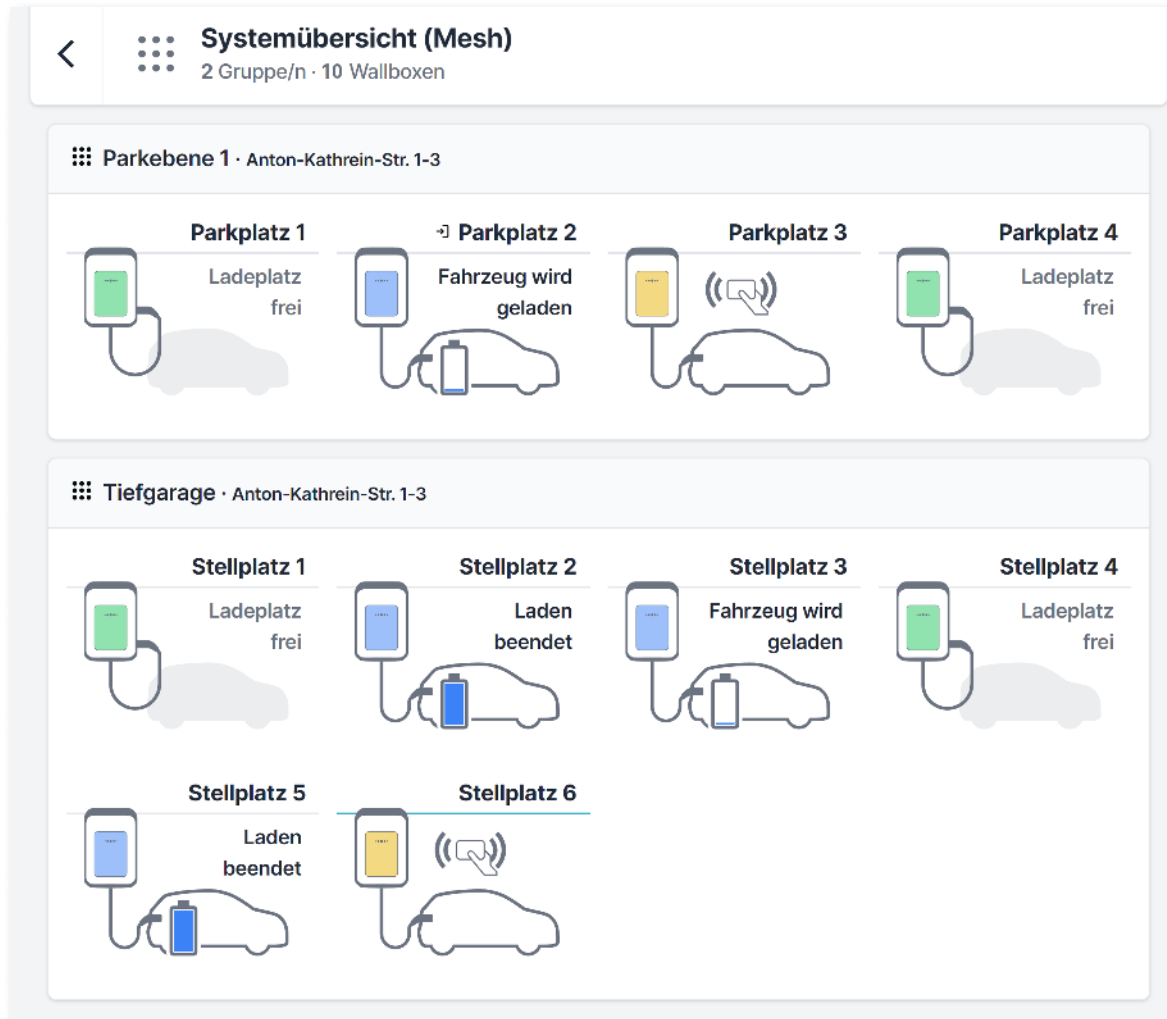 Systemübersicht (Mesh)
2 Gruppe/n · 10 Wallboxen
Parkebene 1 · Anton-Kathrein-Str. 1-3
Parkplatz 1
Ladeplatz
frei
Parkplatz 2
Fahrzeug wird
geladen
Parkplatz 3
Parkplatz 4
Ladeplatz
frei
Tiefgarage · Anton-Kathrein-Str. 1-3
Stellplatz 1
Ladeplatz
frei
Stellplatz 2
Laden
beendet
Stellplatz 3
Fahrzeug wird
geladen
Stellplatz 4
Ladeplatz
frei
Stellplatz 5
Laden
beendet
Stellplatz 6